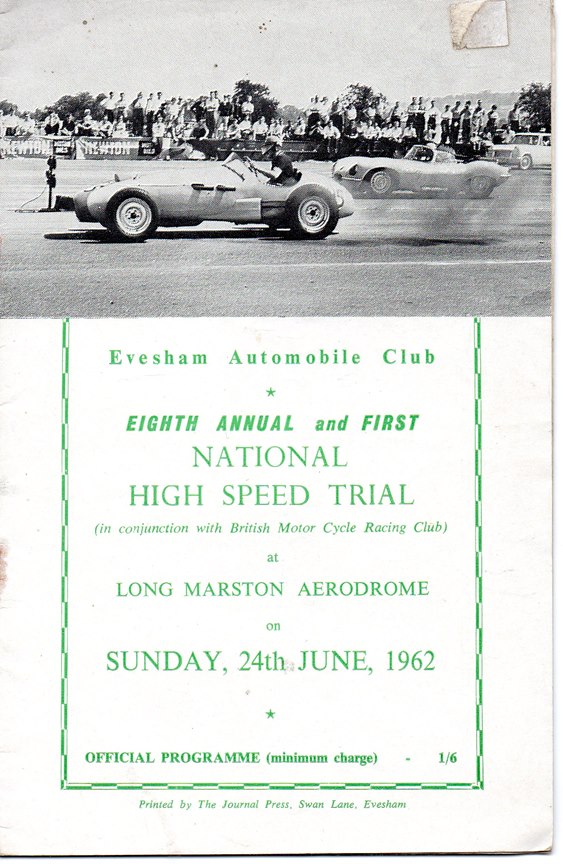 NEWTON
NEWTON
Evesham Automobile Club
EIGHTH ANNUAL and FIRST
NATIONAL
HIGH SPEED TRIAL
(in conjunction with British Motor Cycle Racing Club)
at
LONG MARSTON AERODROME
on
SUNDAY, 24th JUNE, 1962
OFFICIAL PROGRAMME (minimum charge) - 1/6
Printed by The Journal Press, Swan Lane, Evesham